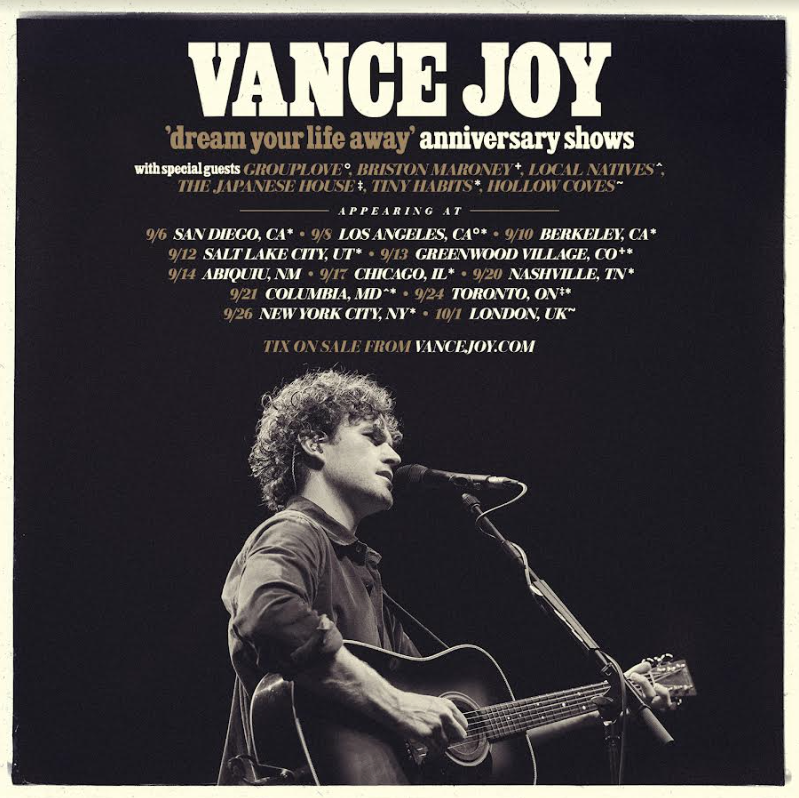 VANCE JOY
'dream your life away' anniversary shows
with special guests GROUPLOVE°, BRISTON MARONEY⁺, LOCAL NATIVES^,
THE JAPANESE HOUSE‡, TINY HABITS*, HOLLOW COVES~
APPEARING AT
9/6 SAN DIEGO, CA* • 9/8 LOS ANGELES, CA°* • 9/10 BERKELEY, CA*
9/12 SALT LAKE CITY, UT* • 9/13 GREENWOOD VILLAGE, CO⁺*
9/14 ABIQUIU, NM • 9/17 CHICAGO, IL* • 9/20 NASHVILLE, TN*
9/21 COLUMBIA, MD^* • 9/24 TORONTO, ON‡*
9/26 NEW YORK CITY, NY* • 10/1 LONDON, UK~
TIX ON SALE FROM VANCEJOY.COM